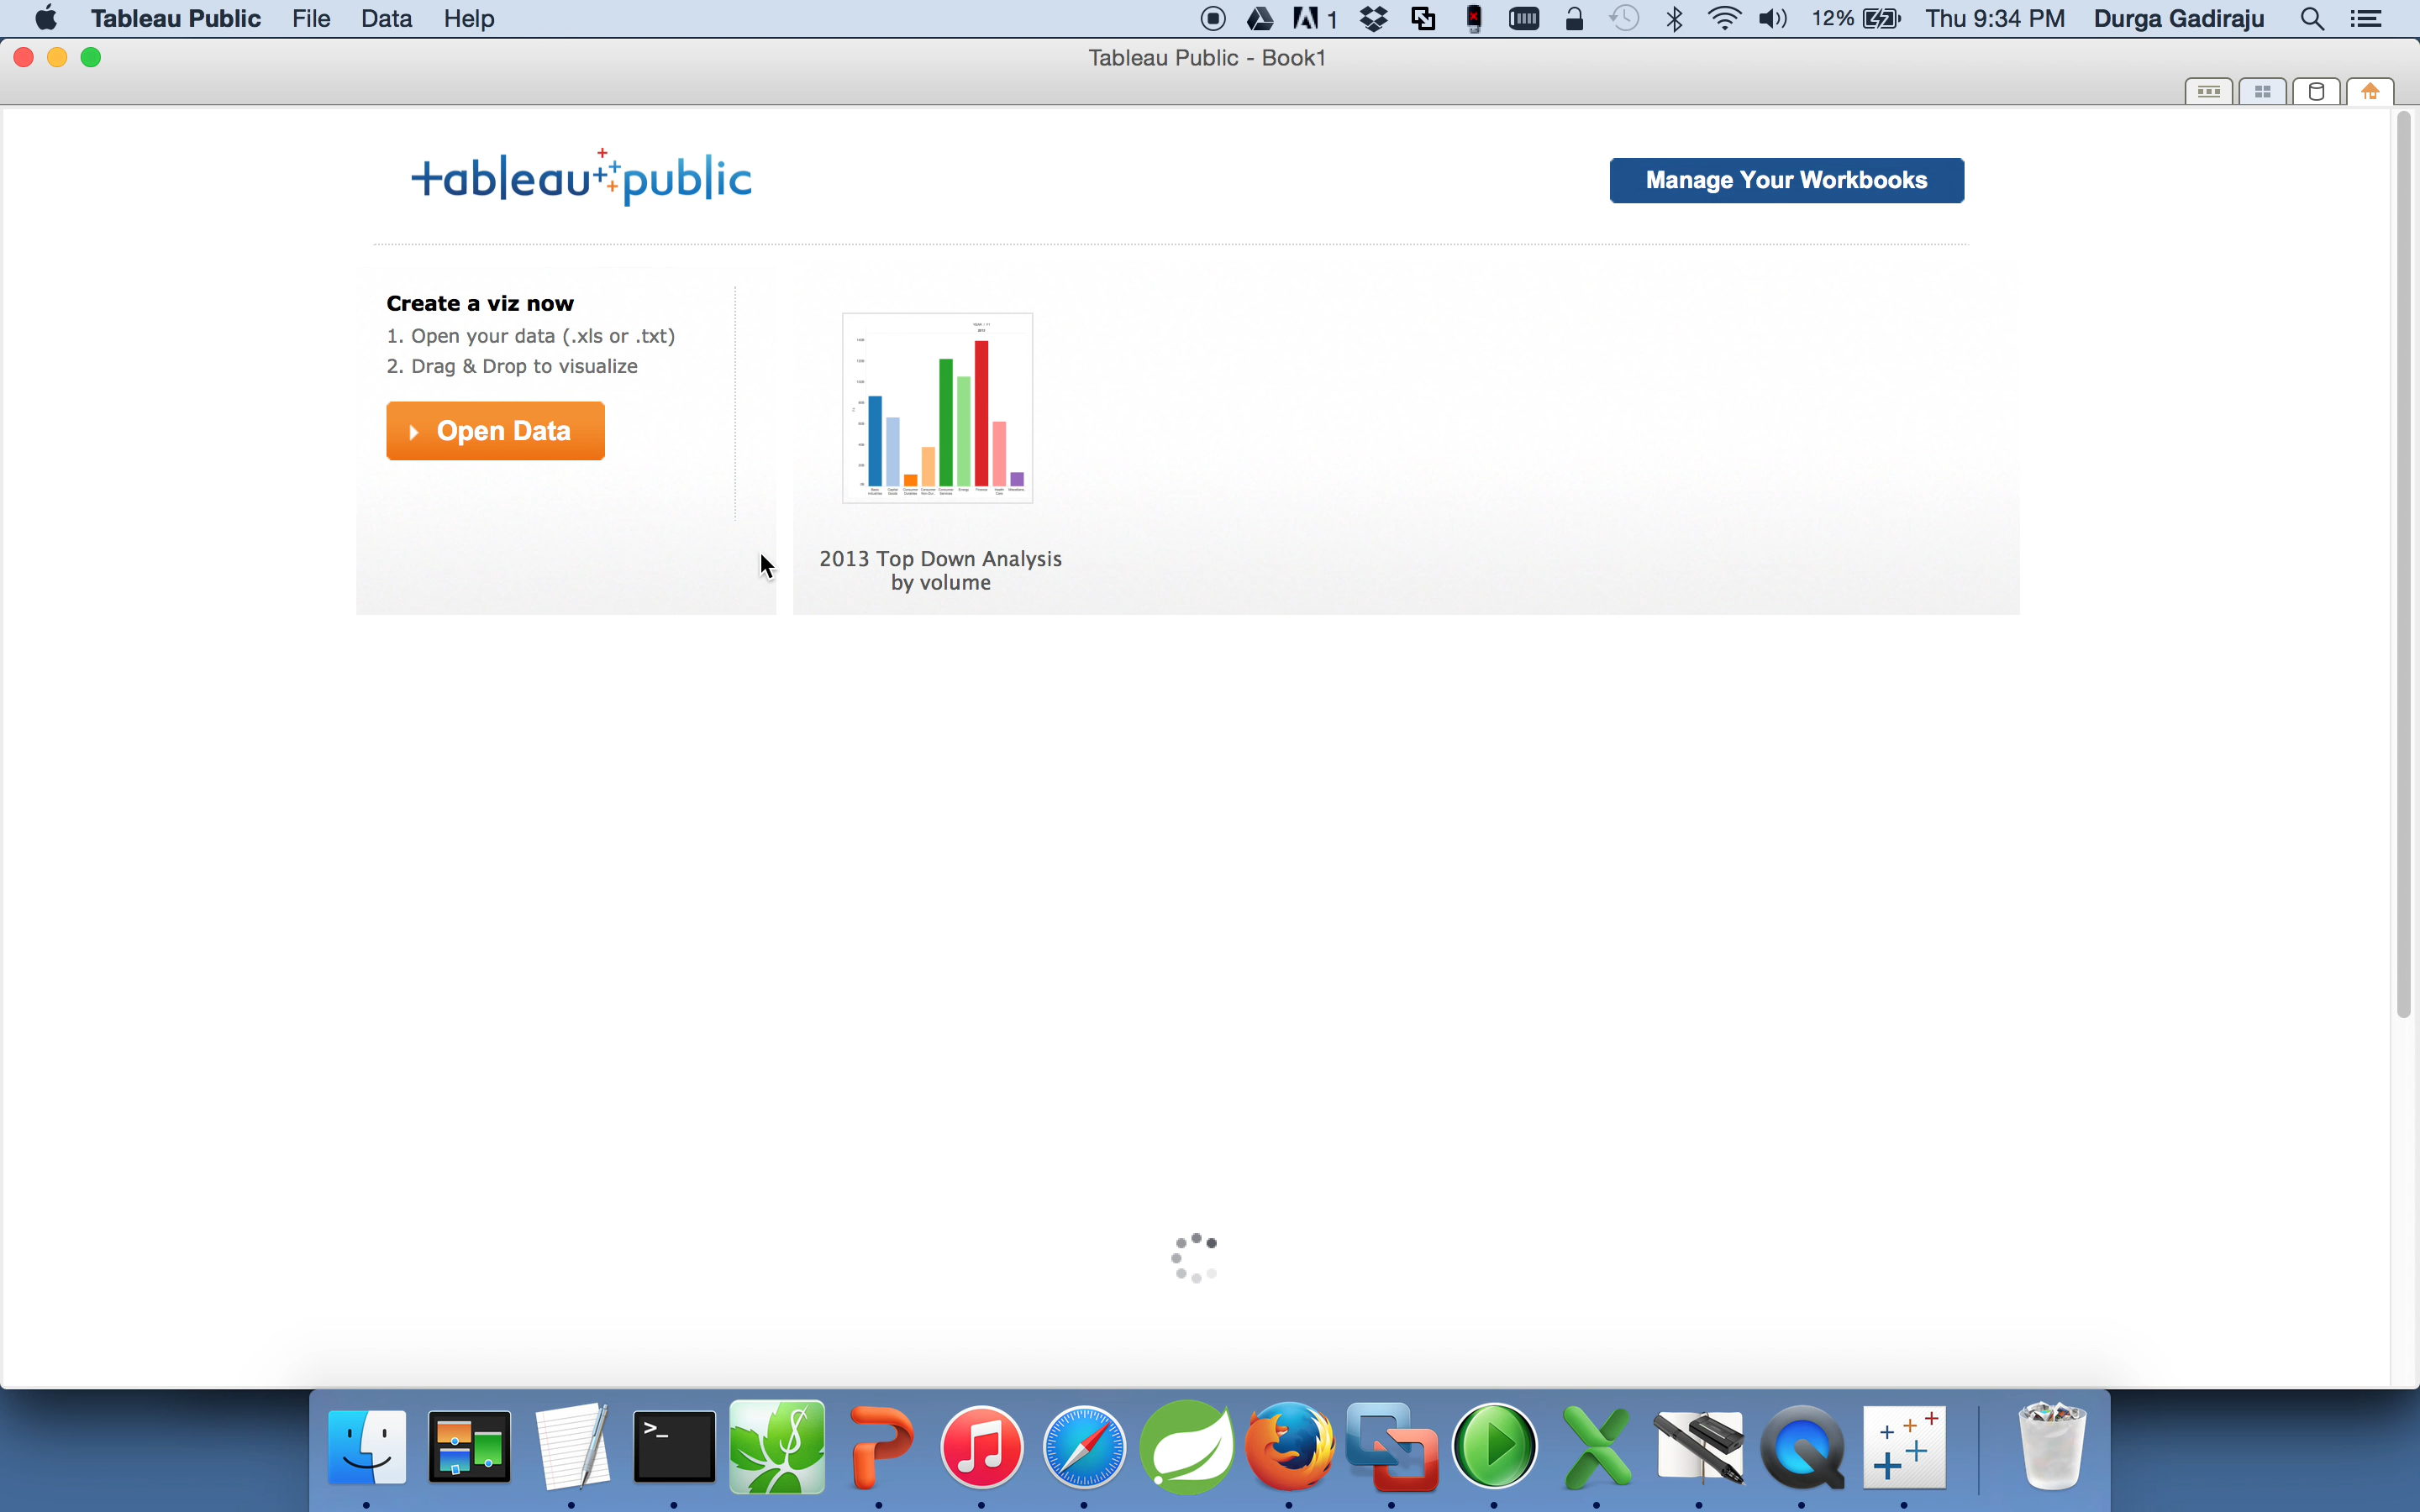 Tableau Public File Data Help 1 12% Thu 9:34 PM Durga Gadiraju
Tableau Public - Book1
+ableau public
Manage Your Workbooks
Create a viz now
1. Open your data (.xls or .txt)
2. Drag & Drop to visualize
Open Data
2013 Top Down Analysis
by volume